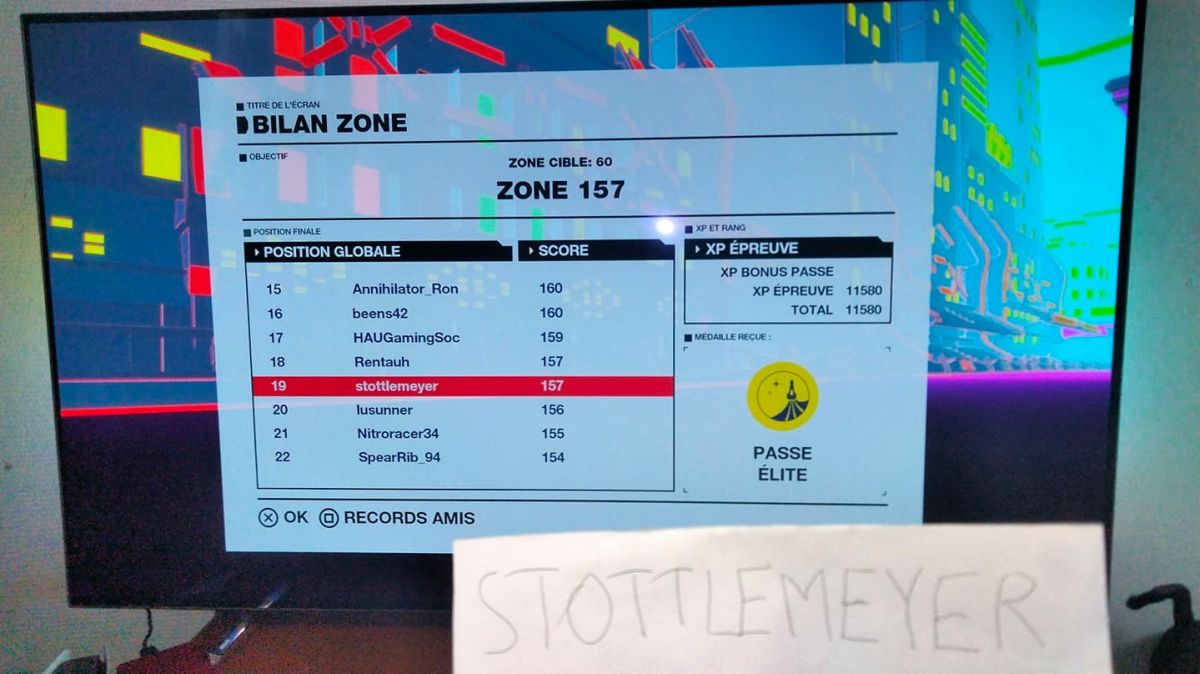 TITRE DE L'ÉCRAN
BILAN ZONE
OBJECTIF
ZONE CIBLE: 60
ZONE 157
POSITION FINALE
POSITION GLOBALE SCORE
15 Annihilator_Ron 160
16 beens42 160
17 HAUGamingSoc 159
18 Rentauh 157
19 stottlemeyer 157
20 lusunner 156
21 Nitroracer34 155
22 SpearRib_94 154
XP ET RANG
XP ÉPREUVE
XP BONUS PASSE
XP ÉPREUVE 11580
TOTAL 11580
MÉDAILLE REÇUE :
PASSE
ÉLITE
OK RECORDS AMIS
STOTTLEMEYER